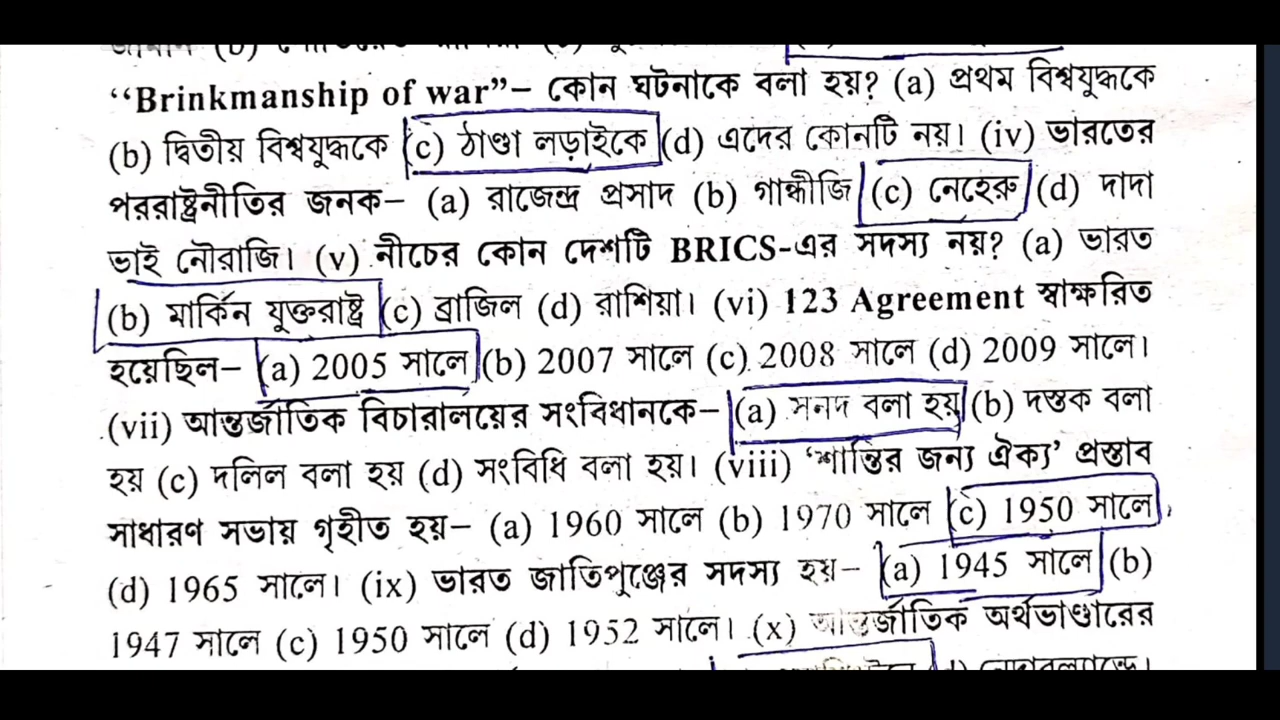 “Brinkmanship of war”– কোন ঘটনাকে বলা হয়? (a) প্রথম বিশ্বযুদ্ধকে
(b) দ্বিতীয় বিশ্বযুদ্ধকে (c) ঠাণ্ডা লড়াইকে (d) এদের কোনটি নয়। (iv) ভারতের
পররাষ্ট্রনীতির জনক– (a) রাজেন্দ্র প্রসাদ (b) গান্ধীজি (c) নেহেরু (d) দাদা
ভাই নৌরাজি। (v) নীচের কোন দেশটি BRICS-এর সদস্য নয়? (a) ভারত
(b) মার্কিন যুক্তরাষ্ট্র (c) ব্রাজিল (d) রাশিয়া। (vi) 123 Agreement স্বাক্ষরিত
হয়েছিল– (a) 2005 সালে (b) 2007 সালে (c) 2008 সালে (d) 2009 সালে।
(vii) আন্তর্জাতিক বিচারালয়ের সংবিধানকে– (a) সনদ বলা হয় (b) দস্তক বলা
হয় (c) দলিল বলা হয় (d) সংবিধি বলা হয়। (viii) ‘শান্তির জন্য ঐক্য’ প্রস্তাব
সাধারণ সভায় গৃহীত হয়– (a) 1960 সালে (b) 1970 সালে (c) 1950 সালে
(d) 1965 সালে। (ix) ভারত জাতিপুঞ্জের সদস্য হয়– (a) 1945 সালে (b)
1947 সালে (c) 1950 সালে (d) 1952 সালে। (x) আন্তর্জাতিক অর্থভাণ্ডারের